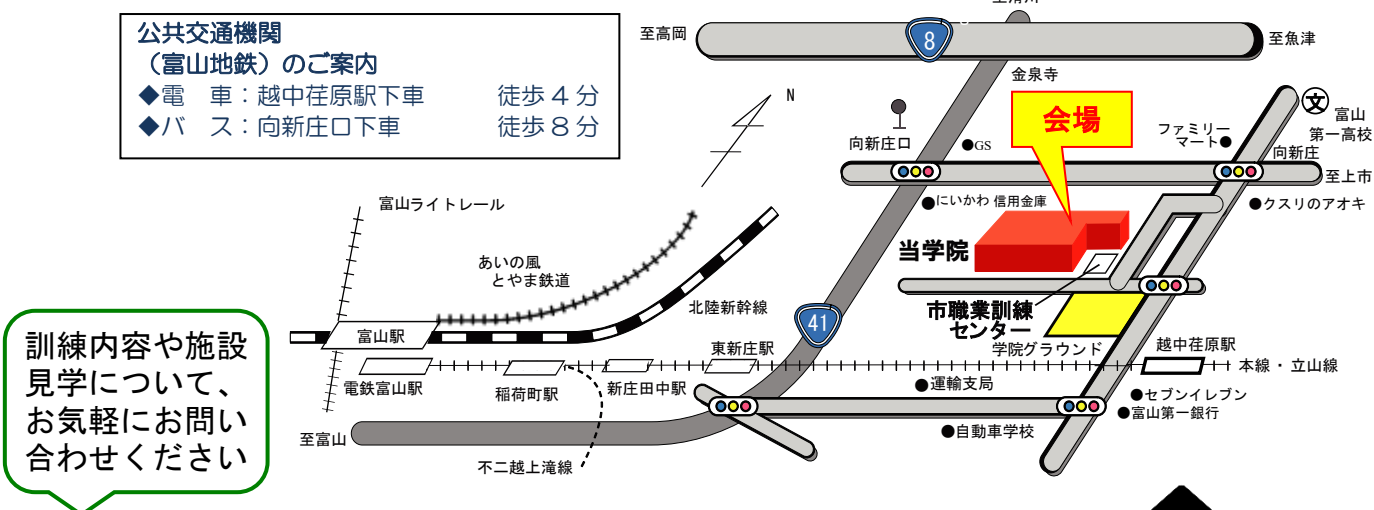 公共交通機関
（富山地鉄）のご案内
◆電　車：越中荏原駅下車　　徒歩４分
◆バ　ス：向新庄口下車　　　徒歩８分
至高岡
8
至魚津
金泉寺
N
会場
向新庄口
●GS
ファミリー
マート●
文
富山
第一高校
向新庄
至上市
●にいかわ 信用金庫
●クスリのアオキ
富山ライトレール
当学院
あいの風
とやま鉄道
北陸新幹線
41
市職業訓練
センター
学院グラウンド
訓練内容や施設
見学について、
お気軽にお問い
合わせください
富山駅
東新庄駅
越中荏原駅
本線・立山線
電鉄富山駅
稲荷町駅
新庄田中駅
●運輸支局
●セブンイレブン
●富山第一銀行
至富山
●自動車学校
不二越上滝線